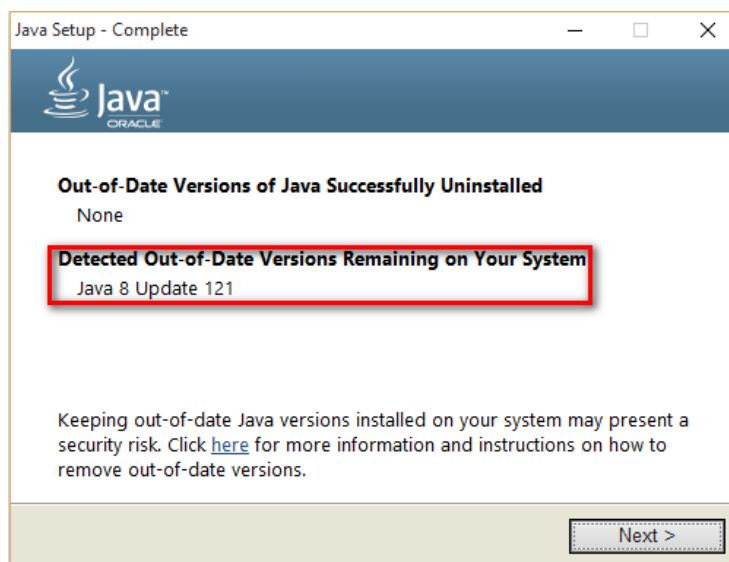 Java Setup - Complete
Java™
ORACLE
Out-of-Date Versions of Java Successfully Uninstalled
None
Detected Out-of-Date Versions Remaining on Your System
Java 8 Update 121
Keeping out-of-date Java versions installed on your system may present a
security risk. Click here for more information and instructions on how to
remove out-of-date versions.
Next >